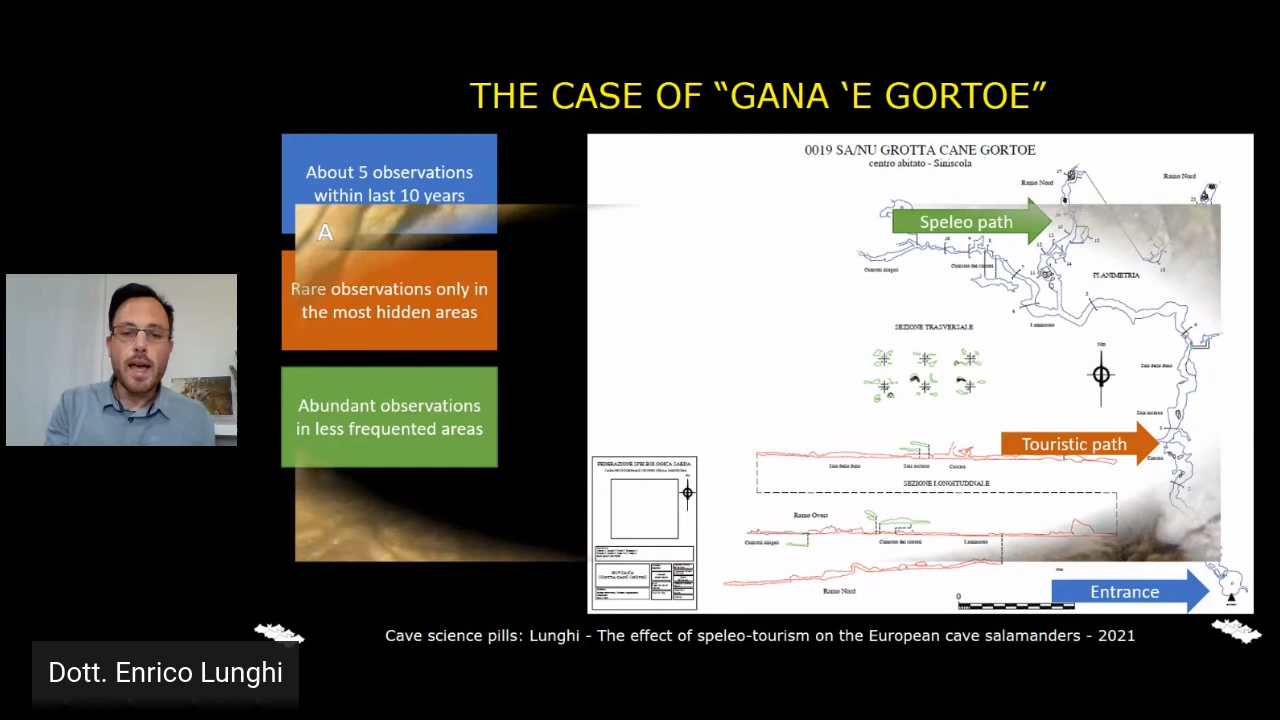 THE CASE OF “GANA ‘E GORTOE”
About 5 observations
within last 10 years
A
Rare observations only in
the most hidden areas
Abundant observations
in less frequented areas
0019 SA/NU GROTTA CANE GORTOE
centro abitato - Siniscola
Ramo Nord
Ramo Nord
Speleo path
PLANIMETRIA
SEZIONE TRASVERSALE
Nm
Touristic path
SEZIONE LONGITUDINALE
FEDERAZIONE SPELEOLOGICA SARDA
Ramo Ovest
Ramo Nord
0
Entrance
Cave science pills: Lunghi - The effect of speleo-tourism on the European cave salamanders - 2021
Dott. Enrico Lunghi